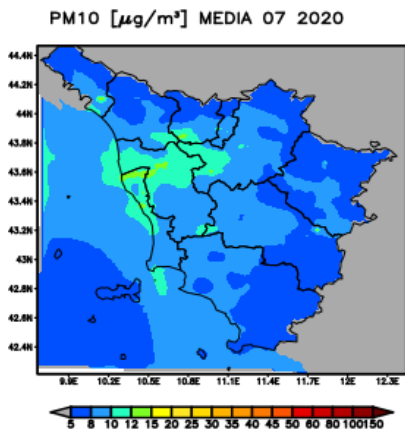 PM10 [μg/m³] MEDIA 07 2020
44.4N
44.2N
44N
43.8N
43.6N
43.4N
43.2N
43N
42.8N
42.6N
42.4N
9.9E 10.2E 10.5E 10.8E 11.1E 11.4E 11.7E 12E 12.3E
5 8 10 12 15 20 25 30 35 40 45 50 60 80 100 150